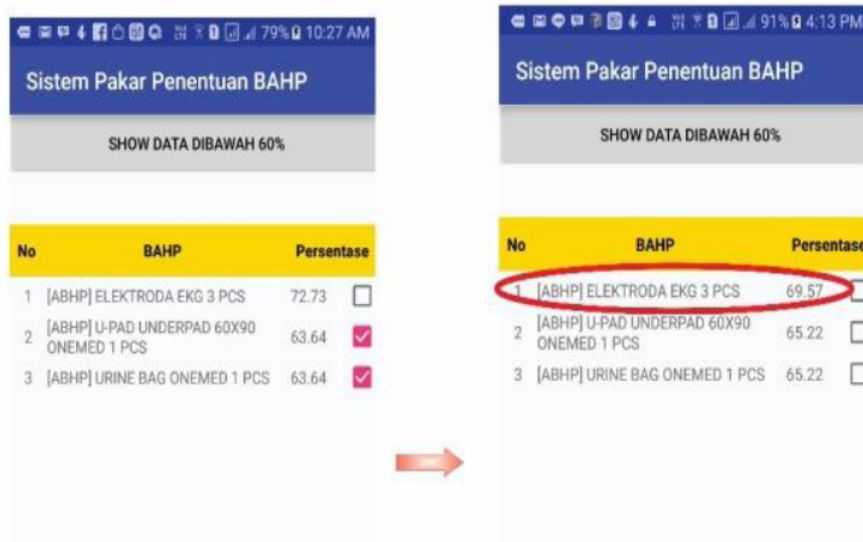 79% 10:27 AM
Sistem Pakar Penentuan BAHP
SHOW DATA DIBAWAH 60%
No BAHP Persentase
1 [ABHP] ELEKTRODA EKG 3 PCS 72.73
2 [ABHP] U-PAD UNDERPAD 60X90 ONEMED 1 PCS 63.64
3 [ABHP] URINE BAG ONEMED 1 PCS 63.64
91% 4:13 PM
Sistem Pakar Penentuan BAHP
SHOW DATA DIBAWAH 60%
No BAHP Persentase
1 [ABHP] ELEKTRODA EKG 3 PCS 69.57
2 [ABHP] U-PAD UNDERPAD 60X90 ONEMED 1 PCS 65.22
3 [ABHP] URINE BAG ONEMED 1 PCS 65.22